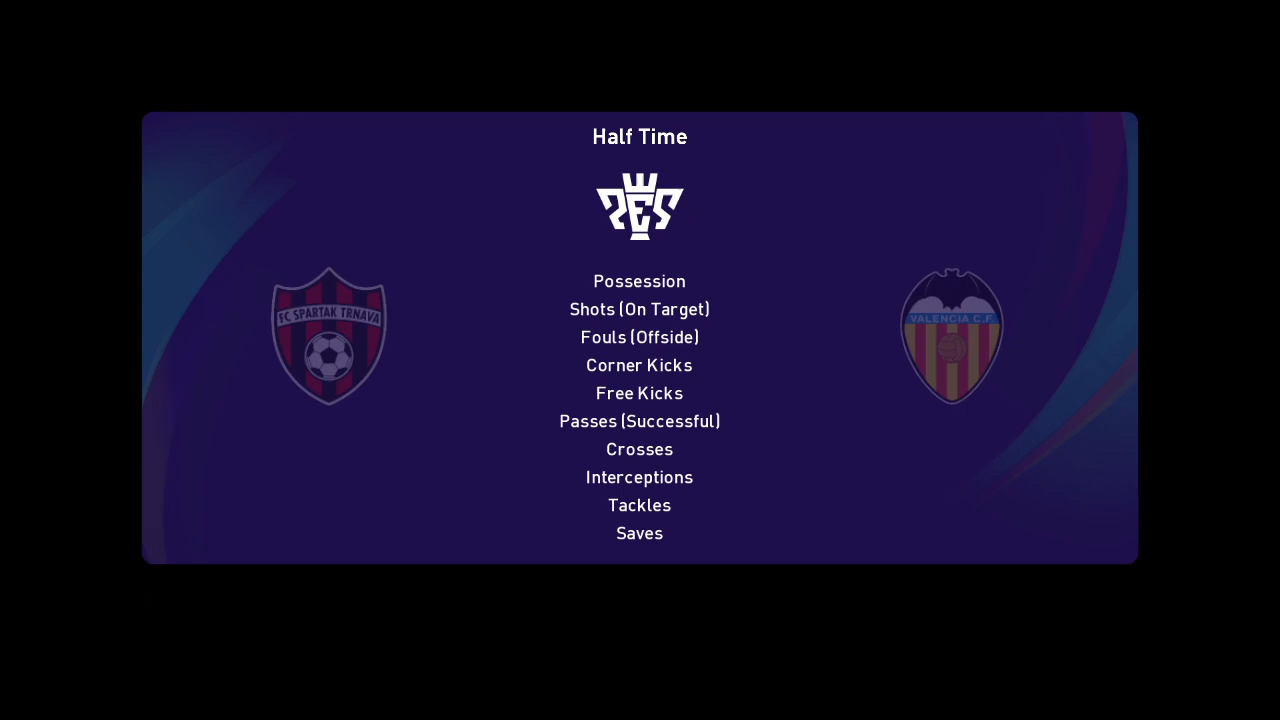 Half Time
PES
FC SPARTAK TRNAVA
VALENCIA C.F.
Possession
Shots (On Target)
Fouls (Offside)
Corner Kicks
Free Kicks
Passes (Successful)
Crosses
Interceptions
Tackles
Saves